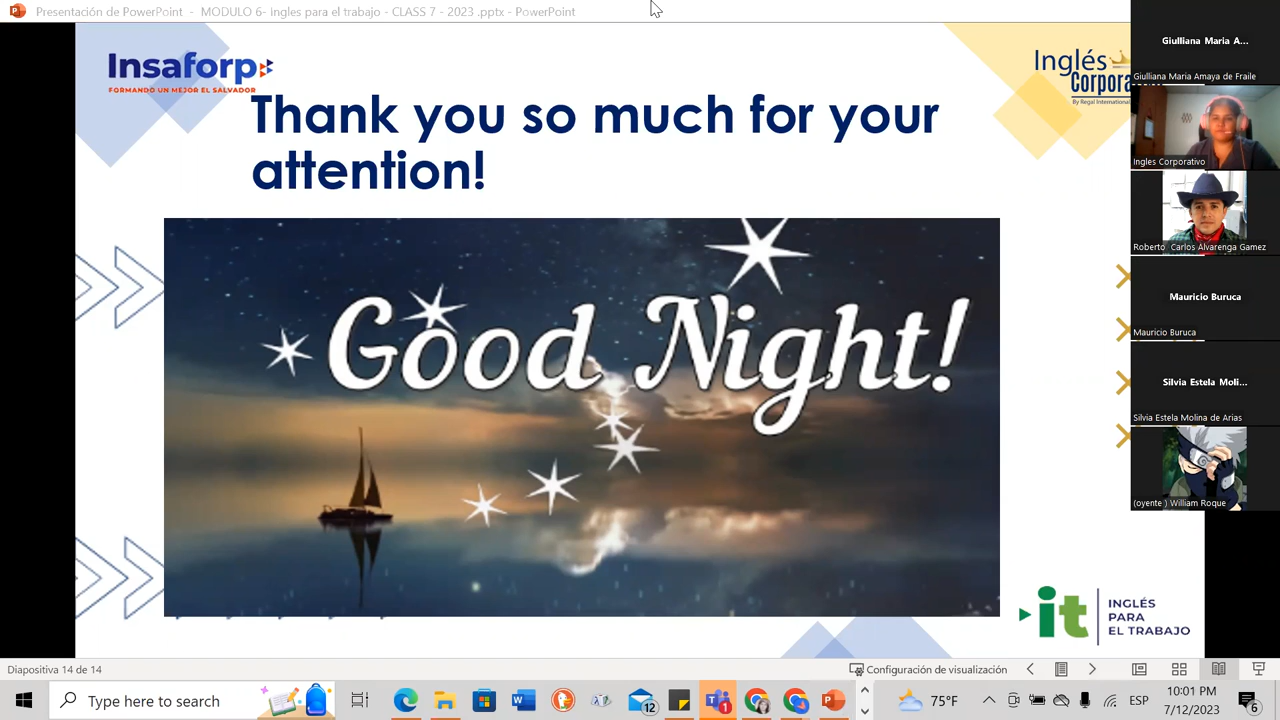 Presentación de PowerPoint - MODULO 6- ingles para el trabajo - CLASS 7 - 2023 .pptx - PowerPoint
Insaforp
FORMANDO UN MEJOR EL SALVADOR
Inglés
Corpora
By Regal International
Thank you so much for your
attention!
Good Night!
Giulliana Maria A...
Giulliana Maria Amaya de Fraile
Ingles Corporativo
Roberto Carlos Alvarenga Gamez
Mauricio Buruca
Mauricio Buruca
Silvia Estela Moli...
Silvia Estela Molina de Arias
(oyente ) William Roque
it
INGLÉS
PARA
EL TRABAJO
Diapositiva 14 de 14
Configuración de visualización
Type here to search
12
1
75°F
ESP
10:01 PM
7/12/2023
6